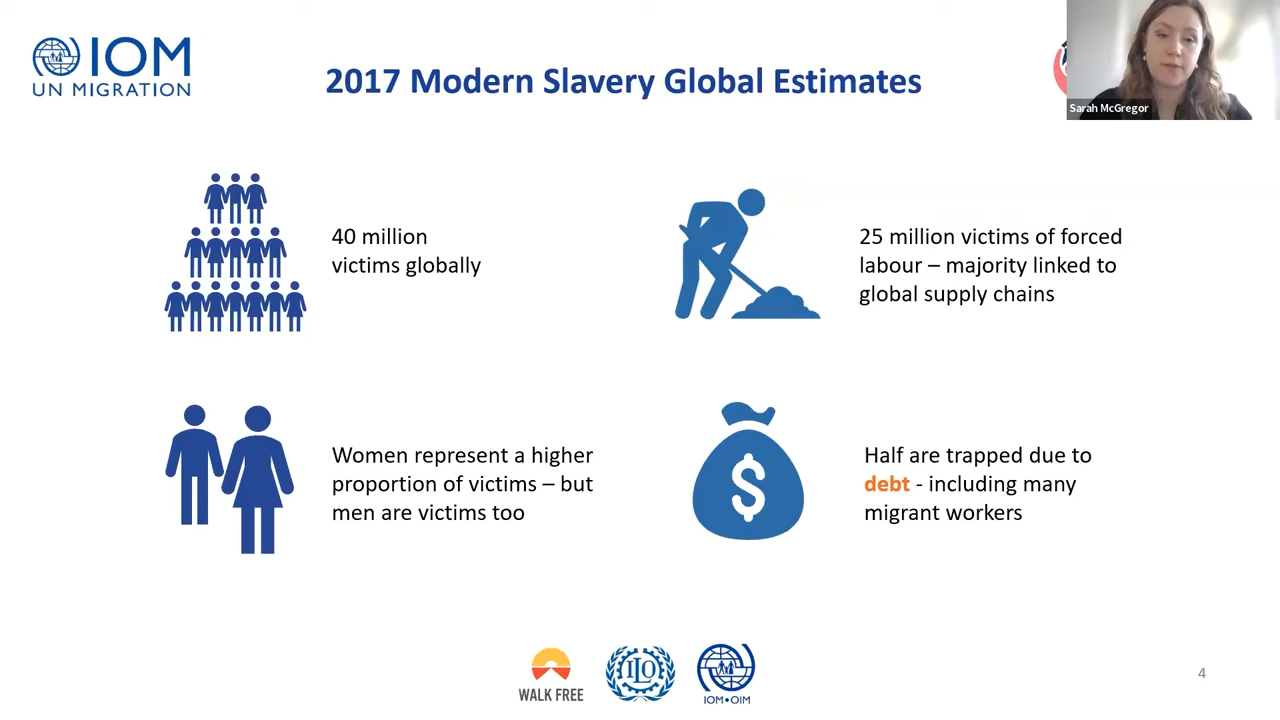 IOM
UN MIGRATION
2017 Modern Slavery Global Estimates
Sarah McGregor
40 million
victims globally
25 million victims of forced
labour – majority linked to
global supply chains
Women represent a higher
proportion of victims – but
men are victims too
$
Half are trapped due to
debt - including many
migrant workers
WALK FREE
ILO
IOM•OIM
4